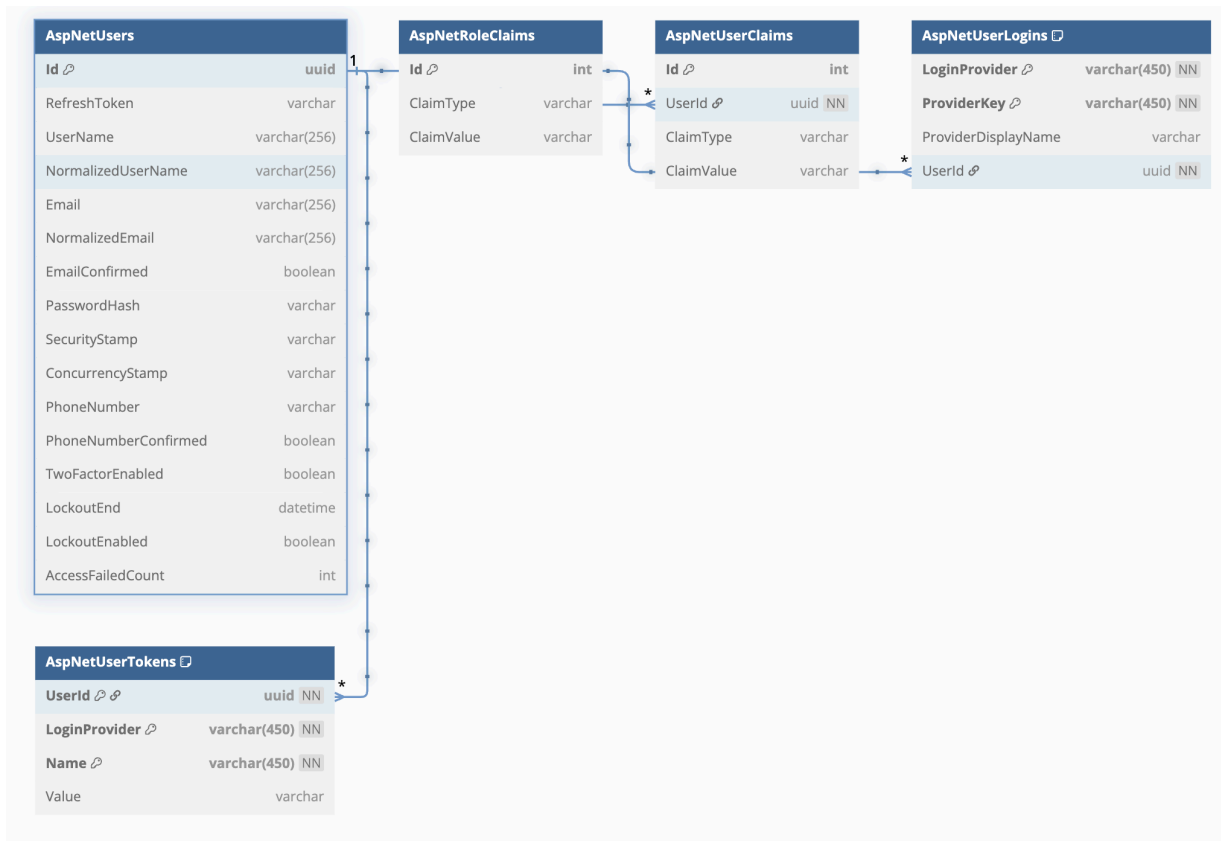 AspNetUsers
Id uuid
RefreshToken varchar
UserName varchar(256)
NormalizedUserName varchar(256)
Email varchar(256)
NormalizedEmail varchar(256)
EmailConfirmed boolean
PasswordHash varchar
SecurityStamp varchar
ConcurrencyStamp varchar
PhoneNumber varchar
PhoneNumberConfirmed boolean
TwoFactorEnabled boolean
LockoutEnd datetime
LockoutEnabled boolean
AccessFailedCount int
1
AspNetRoleClaims
Id int
ClaimType varchar
ClaimValue varchar
*
AspNetUserClaims
Id int
UserId uuid NN
ClaimType varchar
ClaimValue varchar
*
AspNetUserLogins
LoginProvider varchar(450) NN
ProviderKey varchar(450) NN
ProviderDisplayName varchar
UserId uuid NN
AspNetUserTokens
UserId uuid NN
*
LoginProvider varchar(450) NN
Name varchar(450) NN
Value varchar